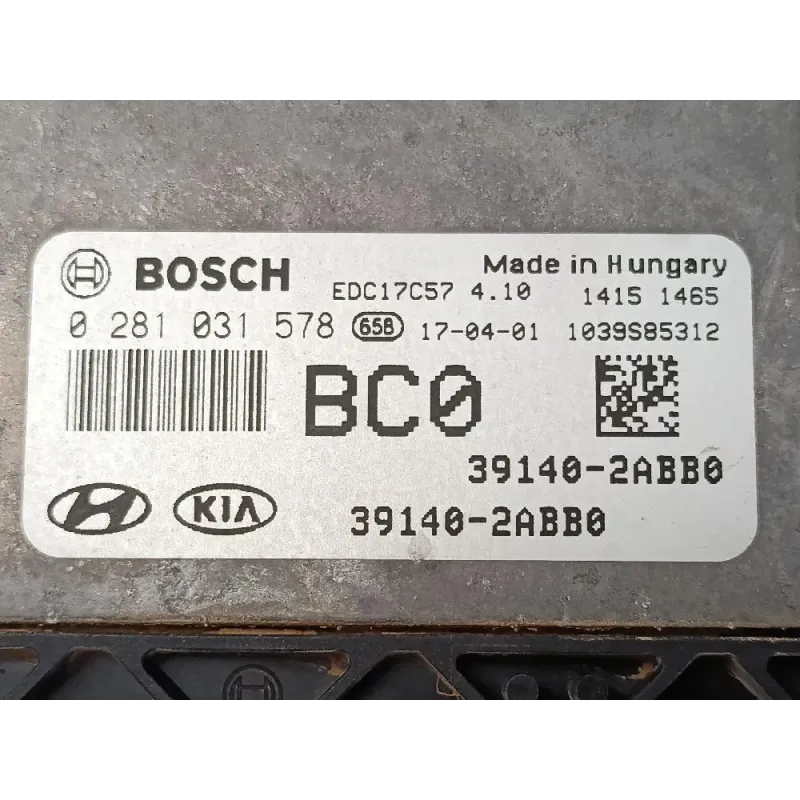 BOSCH
Made in Hungary
EDC17C57 4.10 1415 1465
0 281 031 578 658 17-04-01 1039S85312
BC0
39140-2ABB0
KIA
39140-2ABB0